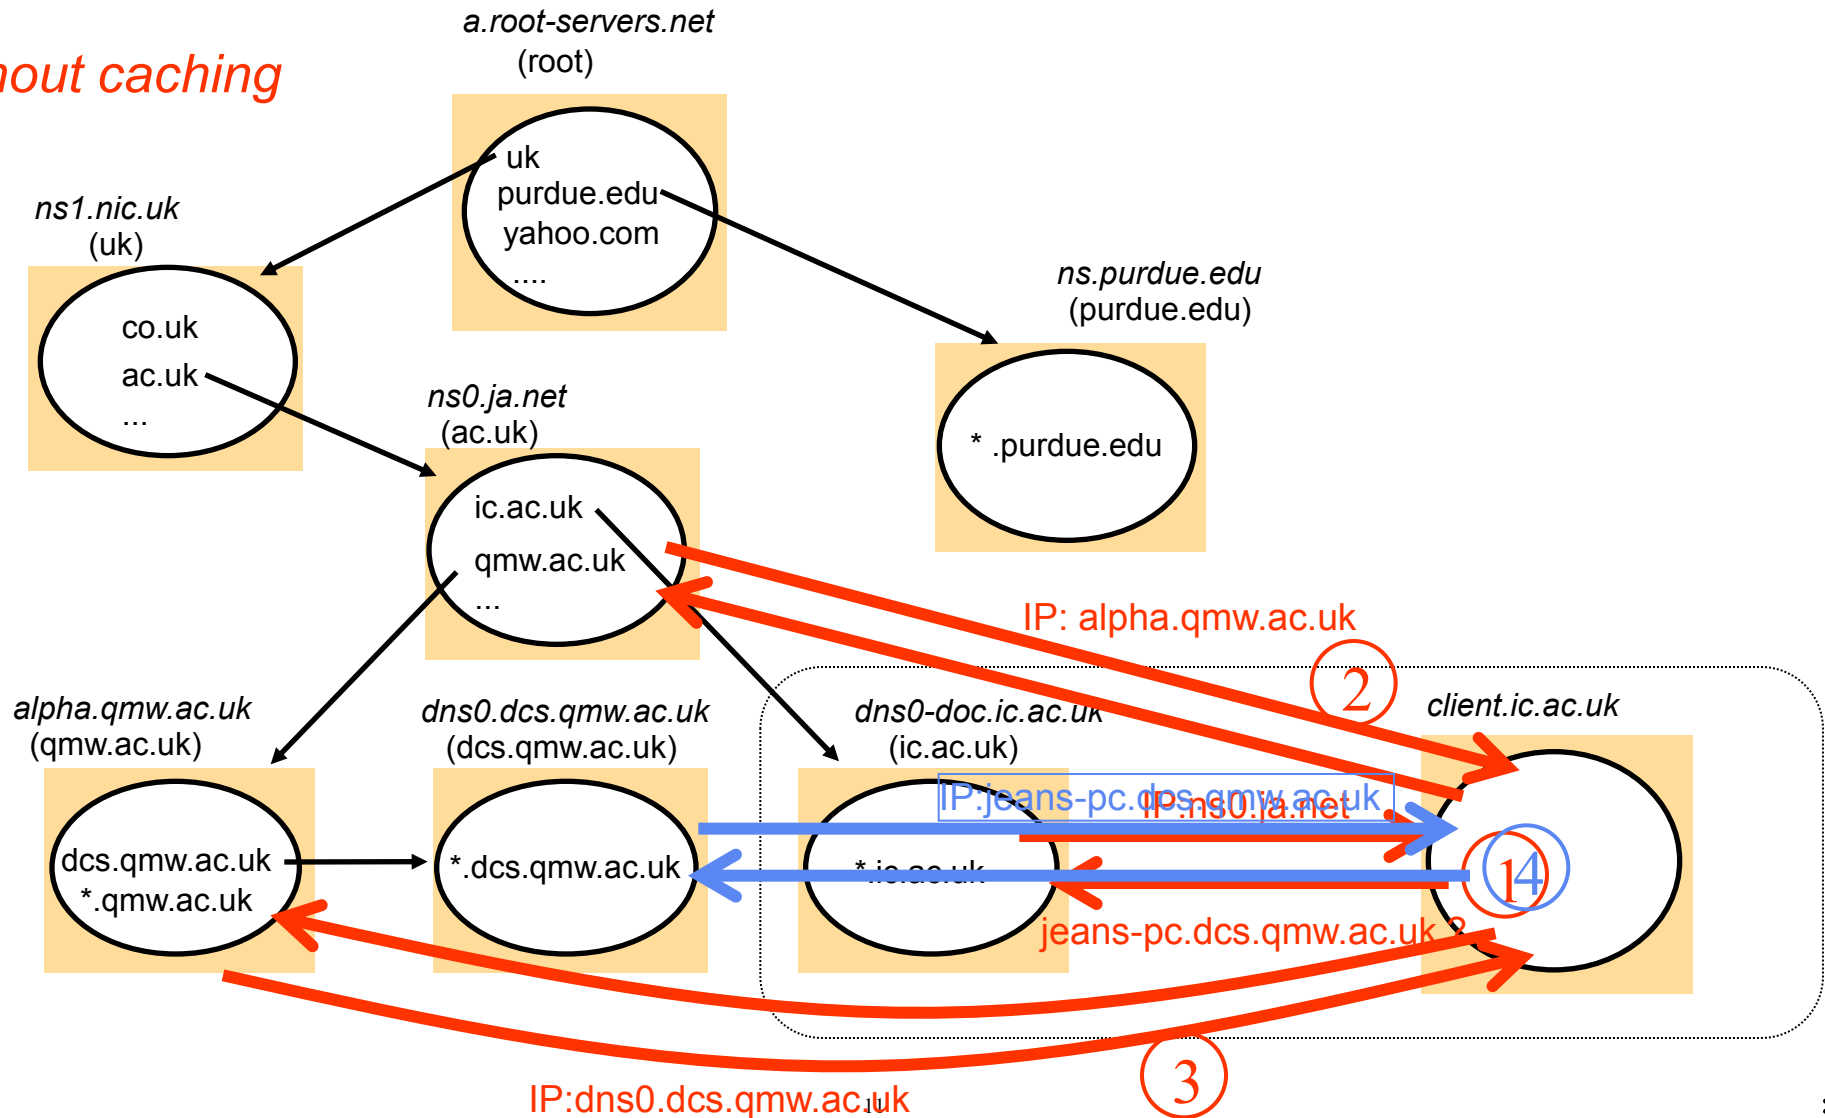 a.root-servers.net
(root)
hout caching
uk
purdue.edu
yahoo.com
....
ns1.nic.uk
(uk)
co.uk
ac.uk
...
ns.purdue.edu
(purdue.edu)
* .purdue.edu
ns0.ja.net
(ac.uk)
ic.ac.uk
qmw.ac.uk
...
IP: alpha.qmw.ac.uk
2
alpha.qmw.ac.uk
(qmw.ac.uk)
dns0.dcs.qmw.ac.uk
(dcs.qmw.ac.uk)
dns0-doc.ic.ac.uk
(ic.ac.uk)
client.ic.ac.uk
IP:jeans-pc.dcs.qmw.ac.uk
IP:ns0.ja.net
dcs.qmw.ac.uk
*.qmw.ac.uk
*.dcs.qmw.ac.uk
*.ic.ac.uk
1
4
jeans-pc.dcs.qmw.ac.uk ?
3
IP:dns0.dcs.qmw.ac.uk
11